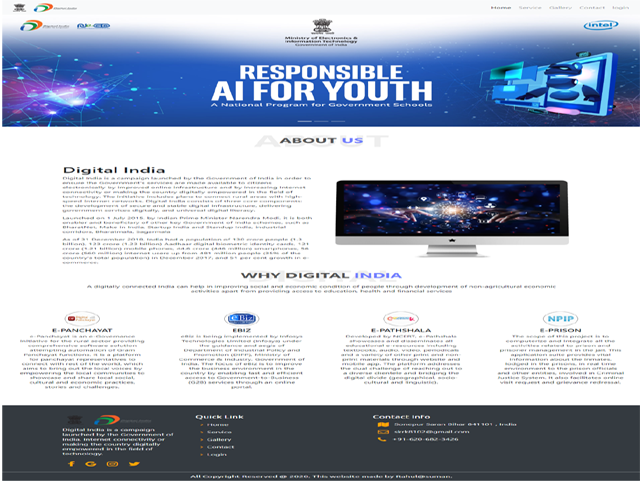 Home Service Gallery Contact login
Ministry of Electronics &
Information Technology
Government of India
intel
RESPONSIBLE
AI FOR YOUTH
A National Program for Government Schools
ABOUT US
Digital India
Digital India is a campaign launched by the Government of India in order to
ensure the Government's services are made available to citizens
electronically by improved online infrastructure and by increasing Internet
connectivity or making the country digitally empowered in the field of
technology. The initiative includes plans to connect rural areas with high-
speed internet networks. Digital India consists of three core components:
the development of secure and stable digital infrastructure, delivering
government services digitally, and universal digital literacy.
Launched on 1 July 2015, by Indian Prime Minister Narendra Modi, it is both
enabler and beneficiary of other key Government of India schemes, such as
BharatNet, Make in India, Startup India and Standup India, industrial
corridors, Bharatmala, Sagarmala
As of 31 December 2018, India had a population of 130 crore people (1.3
billion), 123 crore (1.23 billion) Aadhaar digital biometric identity cards, 121
crore (1.21 billion) mobile phones, 44.6 crore (446 million) smartphones, 56
crore (560 million) internet users up from 481 million people (35% of the
country's total population) in December 2017, and 51 per cent growth in e-
commerce.
WHY DIGITAL INDIA
A digitally connected India can help in improving social and economic condition of people through development of non-agricultural economic
activities apart from providing access to education, health and financial services
E-PANCHAYAT
e-Panchayat is an e-Governance
initiative for the rural sector providing
comprehensive software solution
attempting automation of Gram
Panchayat functions. It is a platform
for panchayat representatives to
connect with rest of the world, which
aims to bring out the local voices by
empowering the local communities to
showcase and share local social,
cultural and economic practices,
stories and challenges.
eBiz
EBIZ
eBiz is being implemented by Infosys
Technologies Limited (Infosys) under
the guidance and aegis of
Department of Industrial Policy and
Promotion (DIPP), Ministry of
Commerce & Industry, Government of
India. The focus of eBiz is to improve
the business environment in the
country by enabling fast and efficient
access to Government-to-Business
(G2B) services through an online
portal.
E-PATHSHALA
Developed by NCERT, e-Pathshala
showcases and disseminates all
educational e-resources including
textbooks, audio, video, periodicals
and a variety of other print and non-
print materials through website and
mobile app. The platform addresses
the dual challenge of reaching out to
a diverse clientele and bridging the
digital divide (geographical, socio-
cultural and linguistic).
NPIP
E-PRISON
The scope of this project is to
computerize and integrate all the
activities related to prison and
prisoner management in the jail. This
application suite provides vital
information about the inmates,
lodged in the prisons, in real time
environment to the prison officials
and other entities, involved in Criminal
Justice System. It also facilitates online
visit request and grievance redressal.
Digital India is a campaign
launched by the Government of
India. Internet connectivity or
making the country digitally
empowered in the field of
technology.
Quick Link
Home
Service
Gallery
Contact
Login
Contact Info
Sonepur Saran Bihar 841101 , India
+91-620-682-3426
All Copyright Reserved @ 2020, This website made by Rahul@suman.